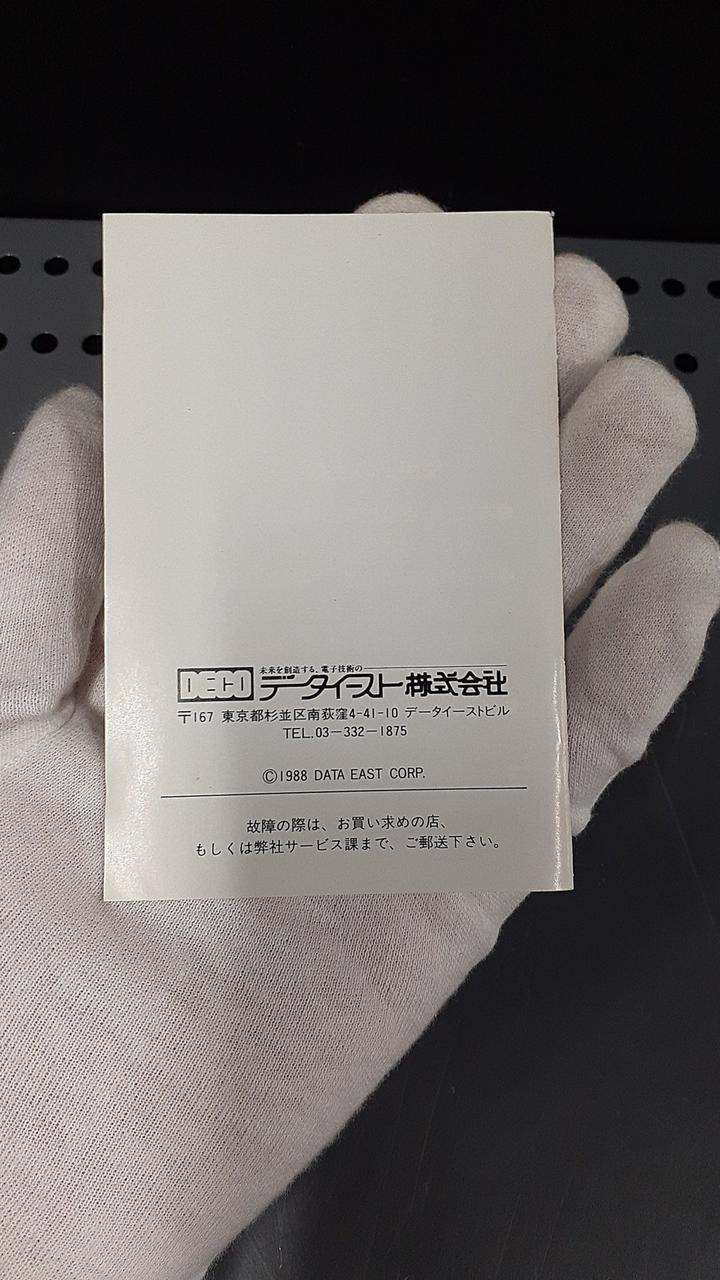 DECO 未来を創造する、電子技術の
データイースト株式会社
〒167 東京都杉並区南荻窪4-41-10 データイーストビル
TEL.03-332-1875
©1988 DATA EAST CORP.
故障の際は、お買い求めの店、
もしくは弊社サービス課まで、ご郵送下さい。